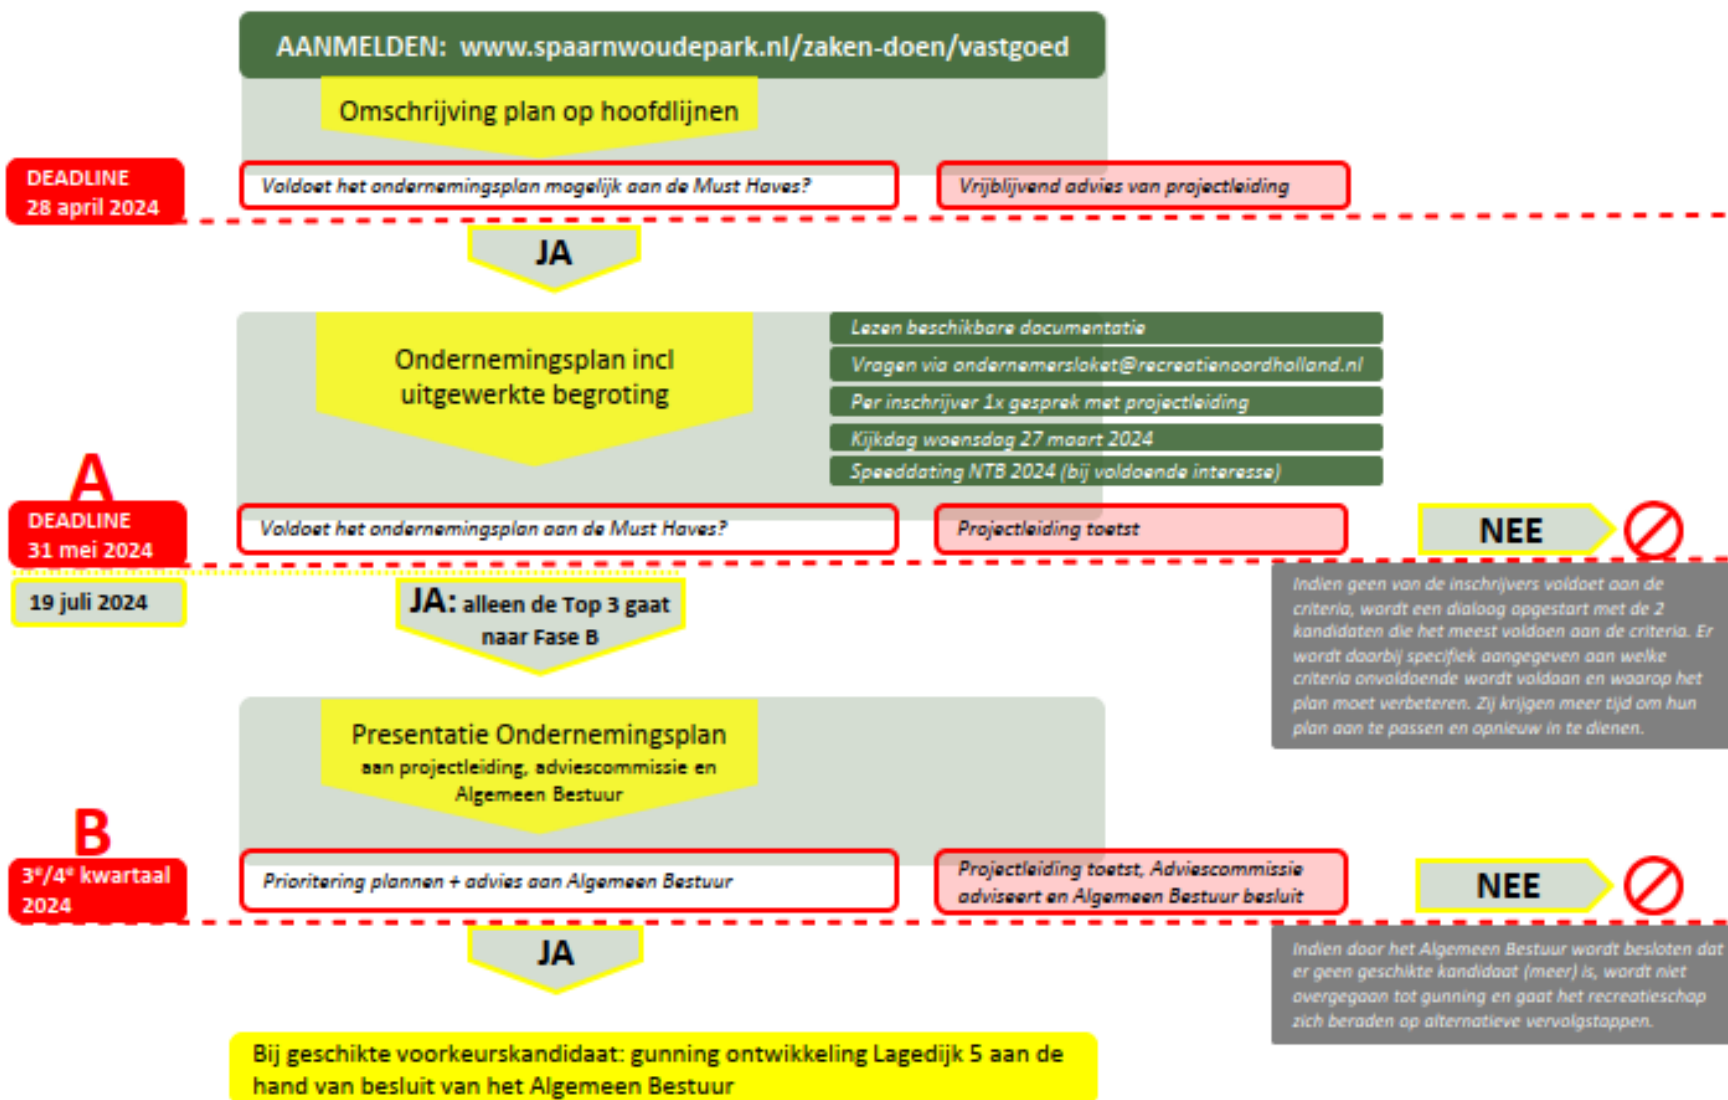 AANMELDEN: www.spaarnwoudepark.nl/zaken-doen/vastgoed
Omschrijving plan op hoofdlijnen
DEADLINE
28 april 2024
Voldoet het ondernemingsplan mogelijk aan de Must Haves?
Vrijblijvend advies van projectleiding
JA
Ondernemingsplan incl
uitgewerkte begroting
Lezen beschikbare documentatie
Vragen via ondernemersloket@recreatienoordholland.nl
Per inschrijver 1x gesprek met projectleiding
Kijkdag woensdag 27 maart 2024
Speeddating NTB 2024 (bij voldoende interesse)
A
DEADLINE
31 mei 2024
Voldoet het ondernemingsplan aan de Must Haves?
Projectleiding toetst
NEE
19 juli 2024
JA: alleen de Top 3 gaat
naar Fase B
Indien geen van de inschrijvers voldoet aan de
criteria, wordt een dialoog opgestart met de 2
kandidaten die het meest voldoen aan de criteria. Er
wordt daarbij specifiek aangegeven aan welke
criteria onvoldoende wordt voldaan en waarop het
plan moet verbeteren. Zij krijgen meer tijd om hun
plan aan te passen en opnieuw in te dienen.
Presentatie Ondernemingsplan
aan projectleiding, adviescommissie en
Algemeen Bestuur
B
3e/4e kwartaal
2024
Prioritering plannen + advies aan Algemeen Bestuur
Projectleiding toetst, Adviescommissie
adviseert en Algemeen Bestuur besluit
NEE
JA
Indien door het Algemeen Bestuur wordt besloten dat
er geen geschikte kandidaat (meer) is, wordt niet
overgegaan tot gunning en gaat het recreatieschap
zich beraden op alternatieve vervolgstappen.
Bij geschikte voorkeurskandidaat: gunning ontwikkeling Lagedijk 5 aan de
hand van besluit van het Algemeen Bestuur